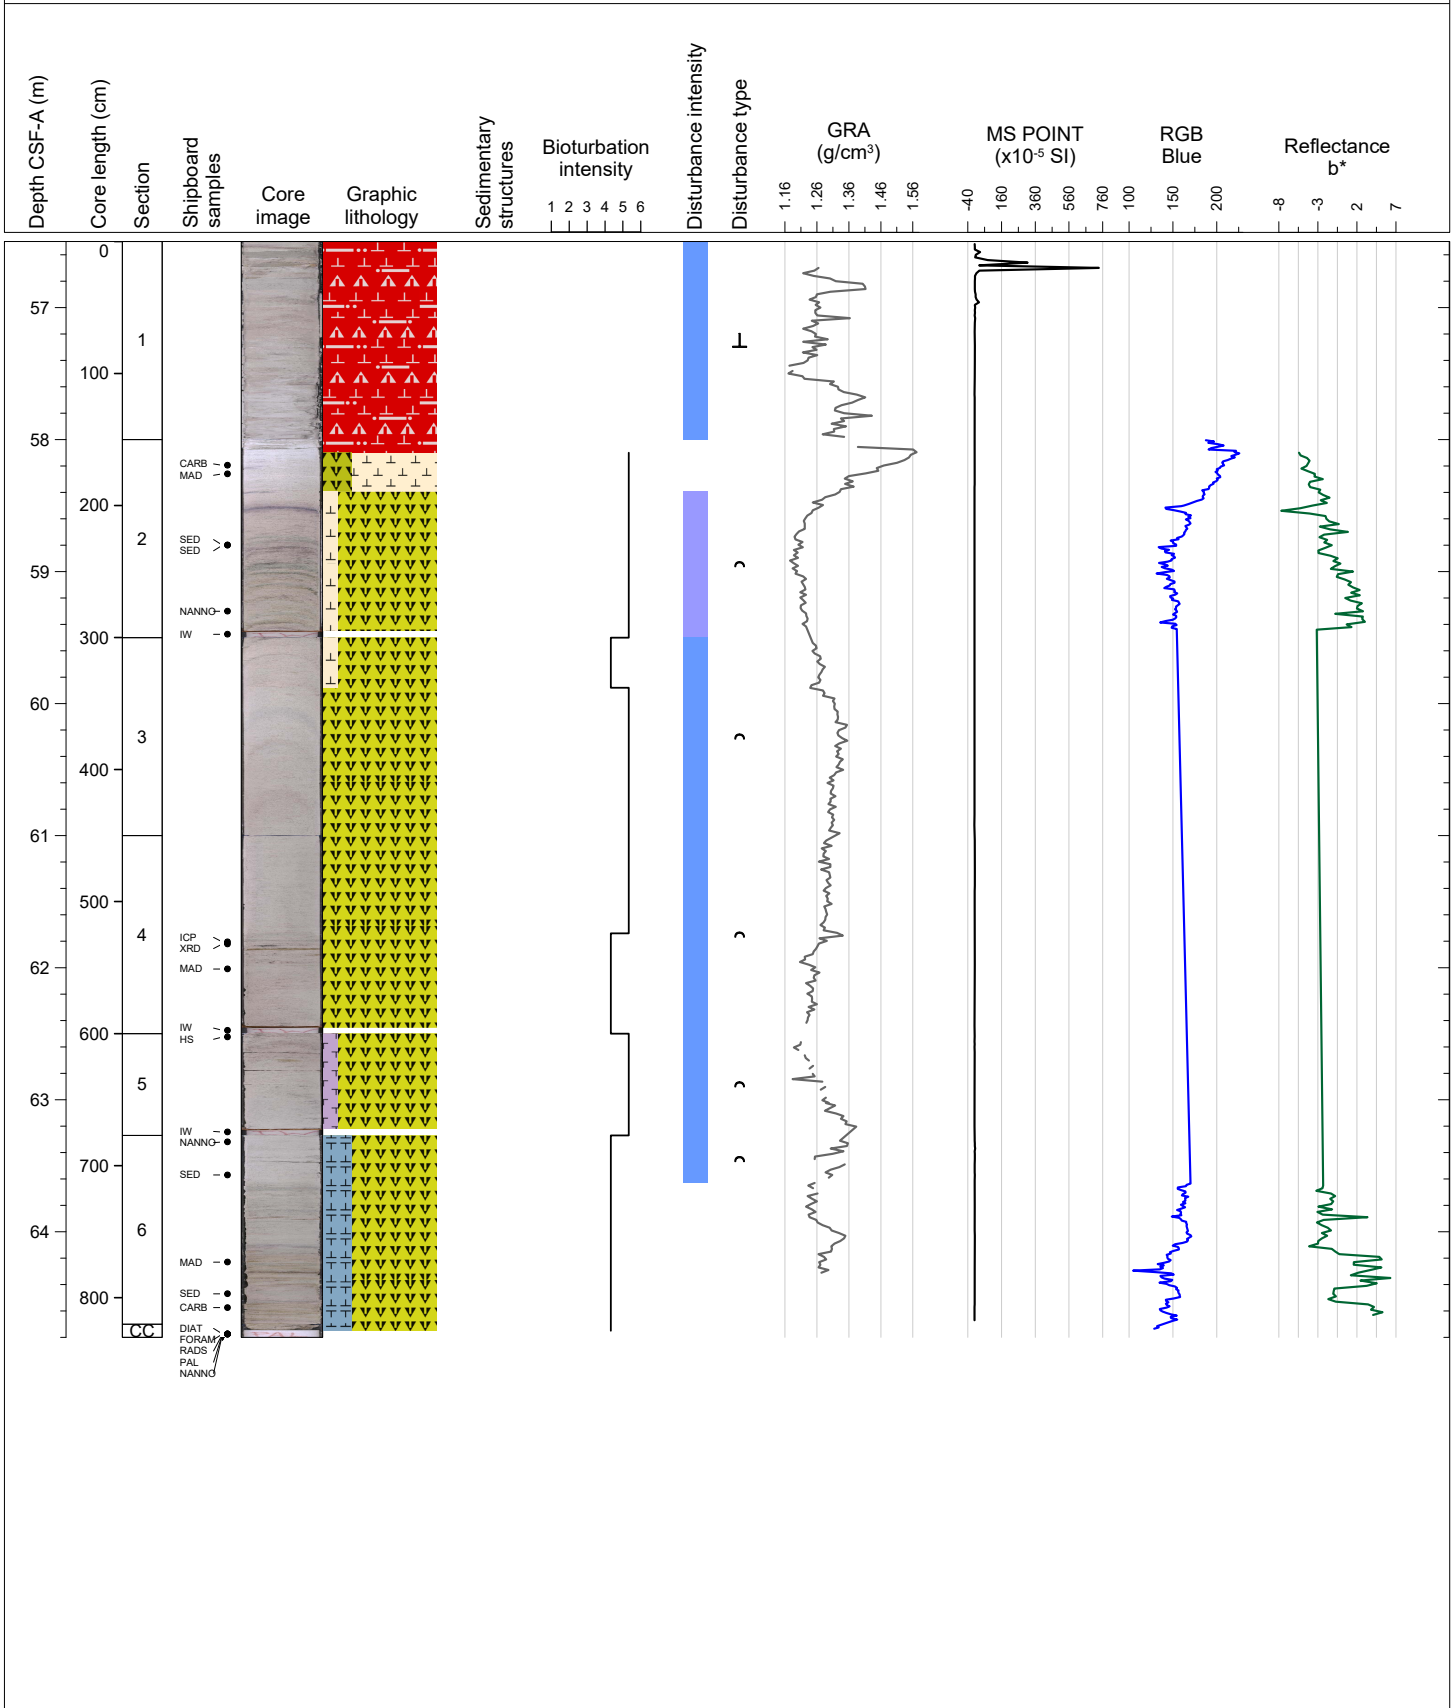 Depth CSF-A (m)
Core length (cm)
Section
Shipboard
samples
Core
image
Graphic
lithology
Sedimentary
structures
Bioturbation
intensity
1 2 3 4 5 6
Disturbance intensity
Disturbance type
GRA
(g/cm³)
1.16 1.26 1.36 1.46 1.56
MS POINT
(x10⁻⁵ SI)
-40 160 360 560 760
RGB
Blue
100 150 200
Reflectance
b*
-8 -3 2 7
0
57
1
100
58
CARB
MAD
200
2
SED
SED
59
NANNO
IW
300
60
3
400
61
500
4
ICP
XRD
62
MAD
IW
600
HS
5
63
IW
NANNO
700
SED
6
64
MAD
SED
800
CARB
CC
DIAT
FORAM
RADS
PAL
NANNO